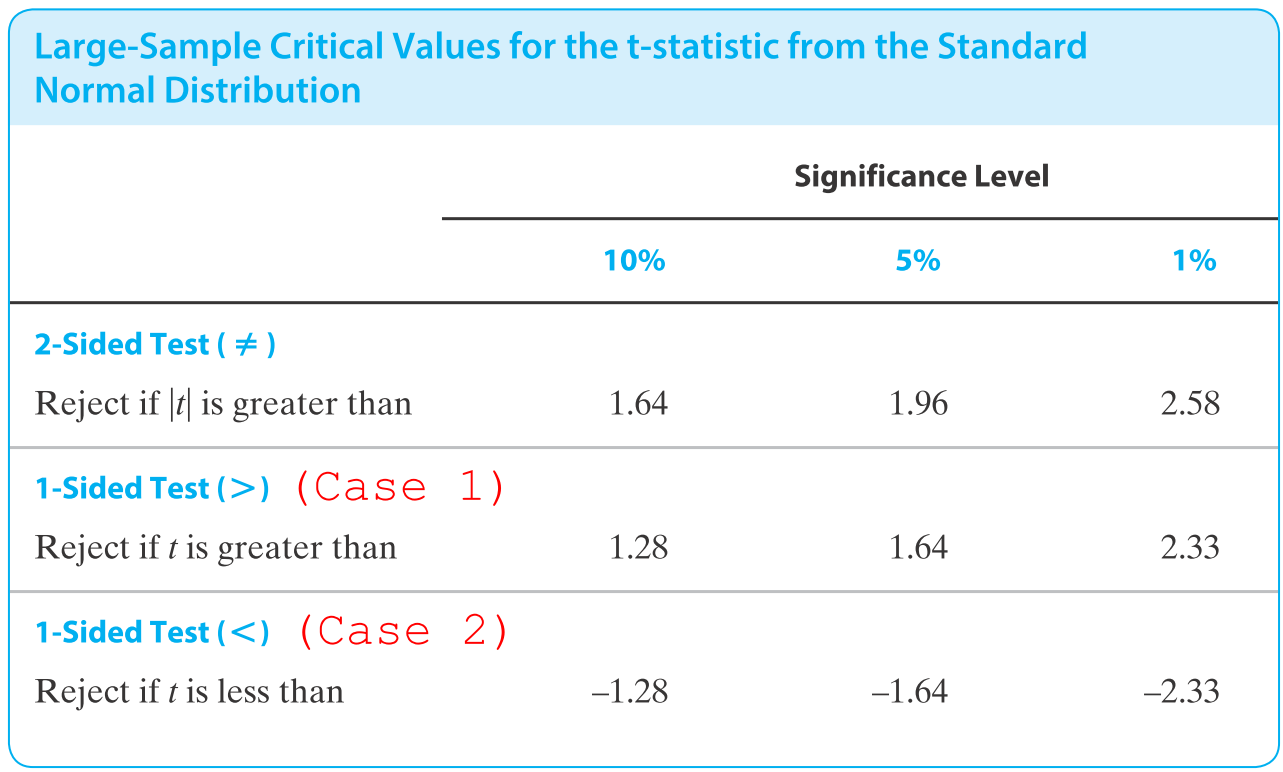 Large-Sample Critical Values for the t-statistic from the Standard
Normal Distribution
Significance Level
10% 5% 1%
2-Sided Test ( ≠ )
Reject if |t| is greater than 1.64 1.96 2.58
1-Sided Test ( > ) (Case 1)
Reject if t is greater than 1.28 1.64 2.33
1-Sided Test ( < ) (Case 2)
Reject if t is less than –1.28 –1.64 –2.33